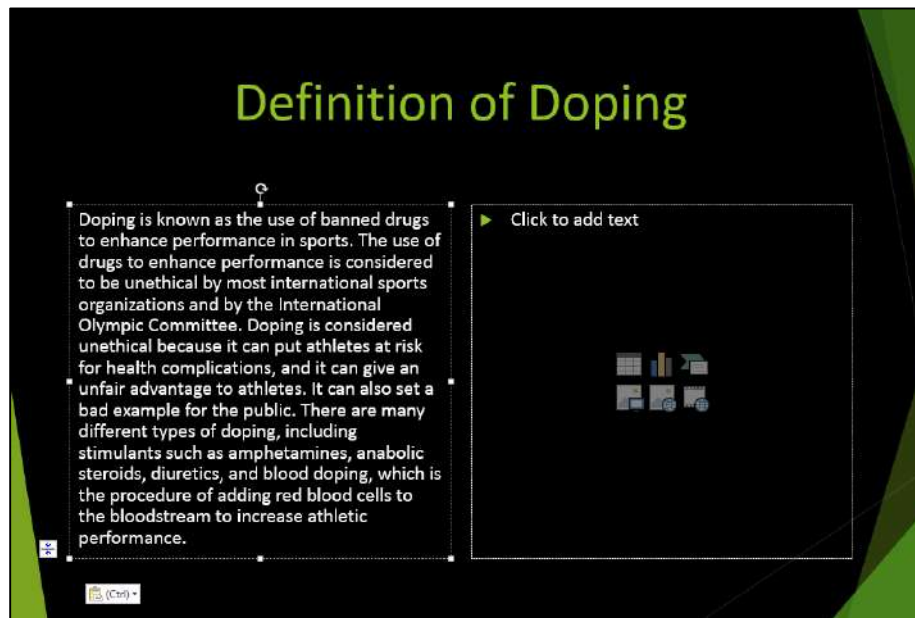 Definition of Doping
Doping is known as the use of banned drugs
to enhance performance in sports. The use of
drugs to enhance performance is considered
to be unethical by most international sports
organizations and by the International
Olympic Committee. Doping is considered
unethical because it can put athletes at risk
for health complications, and it can give an
unfair advantage to athletes. It can also set a
bad example for the public. There are many
different types of doping, including
stimulants such as amphetamines, anabolic
steroids, diuretics, and blood doping, which is
the procedure of adding red blood cells to
the bloodstream to increase athletic
performance.
Click to add text
(Ctrl)